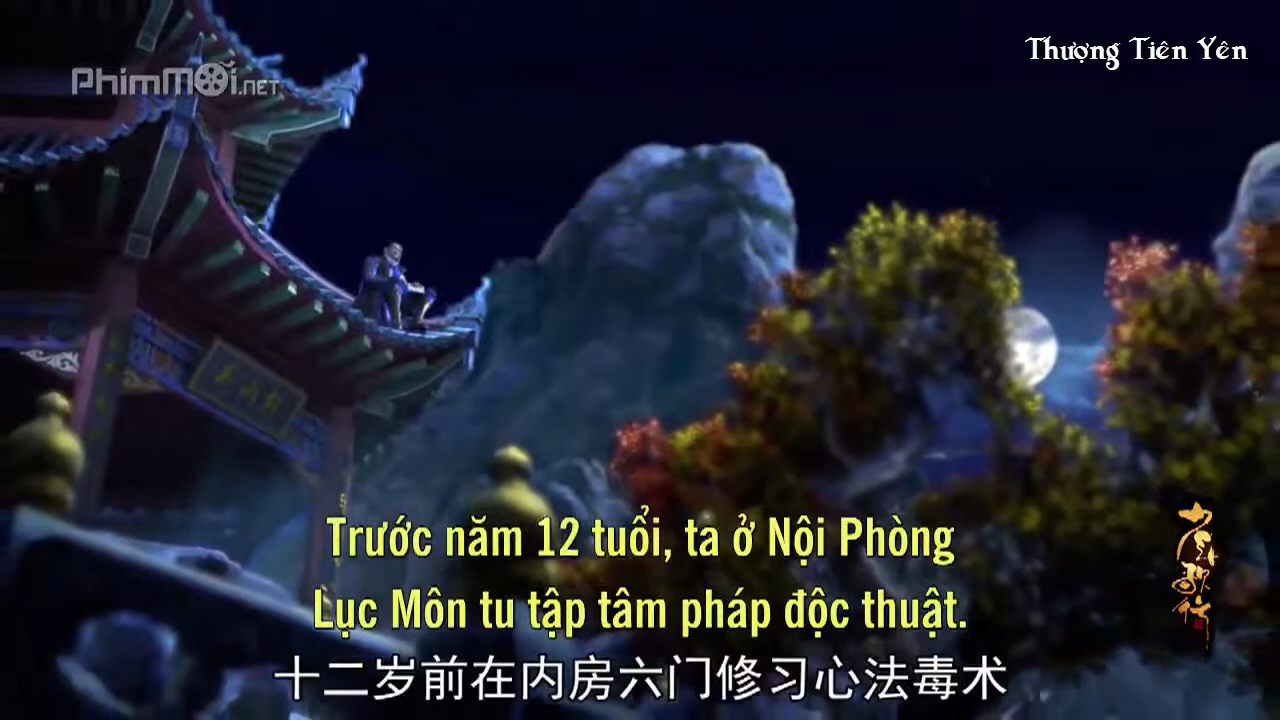 Thượng Tiên Yên
PhimMỡi.NET
Trước năm 12 tuổi, ta ở Nội Phòng
Lục Môn tu tập tâm pháp độc thuật.
十二岁前在内房六门修习心法毒术